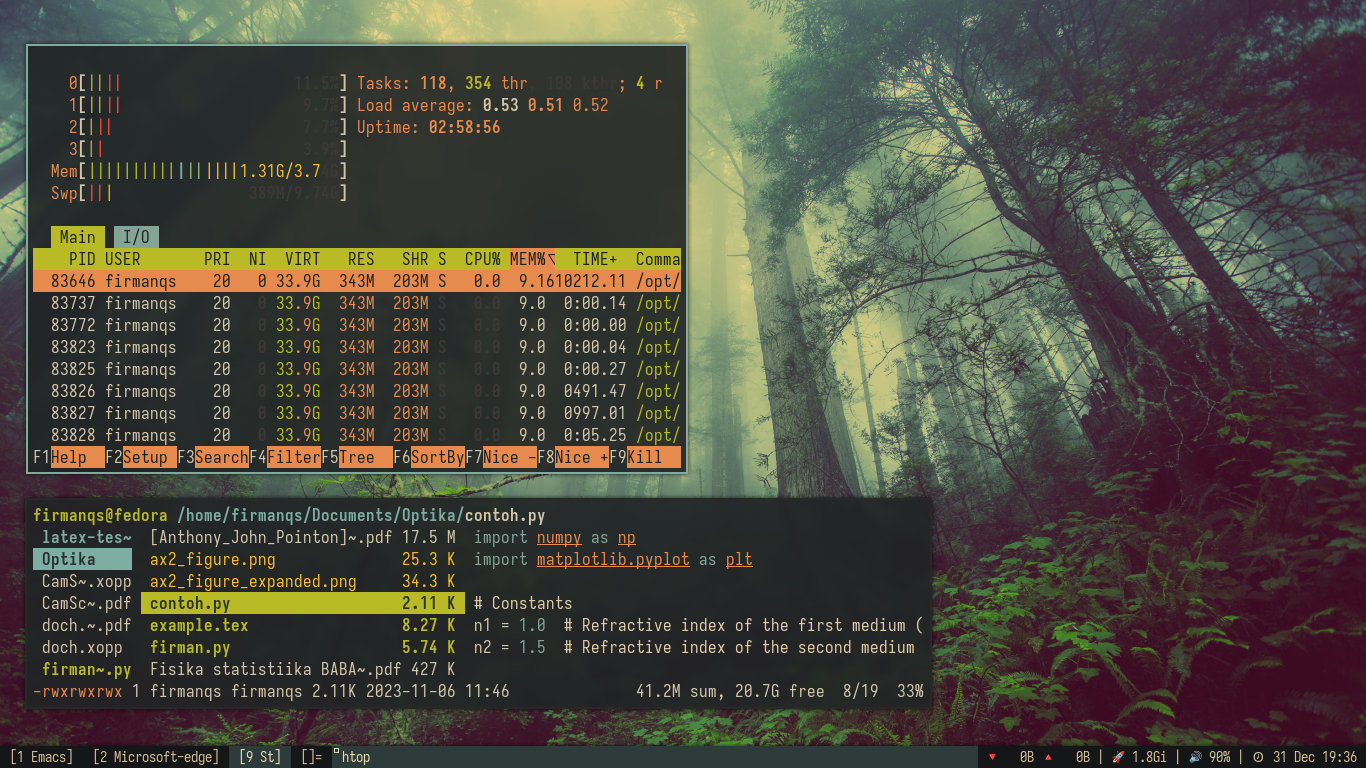 0[|||| 11.5%] Tasks: 118, 354 thr, 108 kthr; 4 r
1[|||| 9.7%] Load average: 0.53 0.51 0.52
2[||| 7.7%] Uptime: 02:58:56
3[|| 3.9%]
Mem[|||||||||||||||||1.31G/3.7 G]
Swp[||| 389M/9.74G]
Main I/O
PID USER PRI NI VIRT RES SHR S CPU% MEM%▽ TIME+ Comma
83646 firmanqs 20 0 33.9G 343M 203M S 0.0 9.1610212.11 /opt/
83737 firmanqs 20 0 33.9G 343M 203M S 0.0 9.0 0:00.14 /opt/
83772 firmanqs 20 0 33.9G 343M 203M S 0.0 9.0 0:00.00 /opt/
83823 firmanqs 20 0 33.9G 343M 203M S 0.0 9.0 0:00.04 /opt/
83825 firmanqs 20 0 33.9G 343M 203M S 0.0 9.0 0:00.27 /opt/
83826 firmanqs 20 0 33.9G 343M 203M S 0.0 9.0 0491.47 /opt/
83827 firmanqs 20 0 33.9G 343M 203M S 0.0 9.0 0997.01 /opt/
83828 firmanqs 20 0 33.9G 343M 203M S 0.0 9.0 0:05.25 /opt/
F1Help F2Setup F3SearchF4FilterF5Tree F6SortByF7Nice -F8Nice +F9Kill
firmanqs@fedora /home/firmanqs/Documents/Optika/contoh.py
latex-tes~ [Anthony_John_Pointon]~.pdf 17.5 M import numpy as np
Optika ax2_figure.png 25.3 K import matplotlib.pyplot as plt
CamS~.xopp ax2_figure_expanded.png 34.3 K
CamSc~.pdf contoh.py 2.11 K # Constants
doch.~.pdf example.tex 8.27 K n1 = 1.0 # Refractive index of the first medium (
doch.xopp firman.py 5.74 K n2 = 1.5 # Refractive index of the second medium
firman~.py Fisika statistiika BABA~.pdf 427 K
-rwxrwxrwx 1 firmanqs firmanqs 2.11K 2023-11-06 11:46 41.2M sum, 20.7G free 8/19 33%
[1 Emacs] [2 Microsoft-edge] [9 St] []= htop 🔻 0B 🔺 0B | 🚀 1.8Gi | 🔊 90% | 31 Dec 19:36